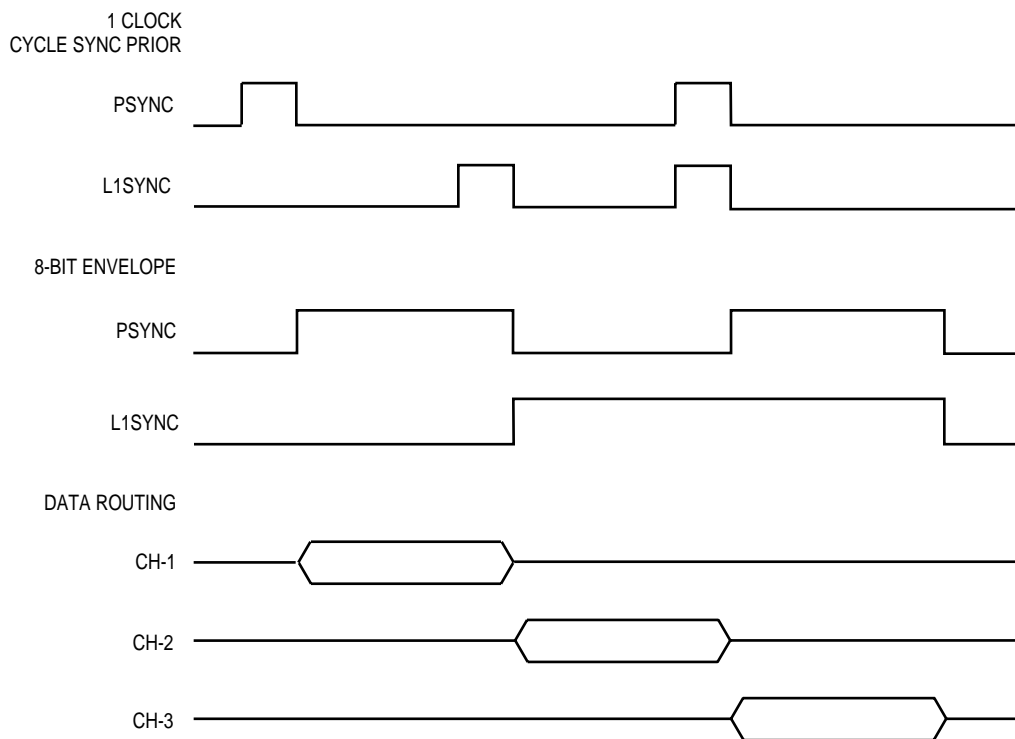 1 CLOCK
CYCLE SYNC PRIOR
PSYNC
L1SYNC
8-BIT ENVELOPE
PSYNC
L1SYNC
DATA ROUTING
CH-1
CH-2
CH-3